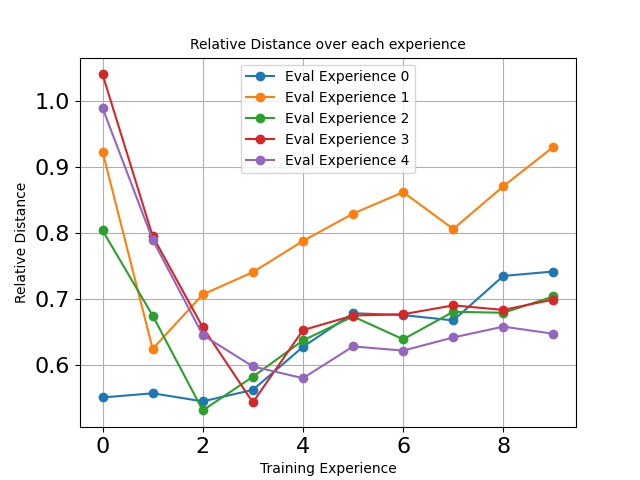 Relative Distance over each experience
Eval Experience 0
Eval Experience 1
Eval Experience 2
Eval Experience 3
Eval Experience 4
Relative Distance
1.0
0.9
0.8
0.7
0.6
0 2 4 6 8
Training Experience